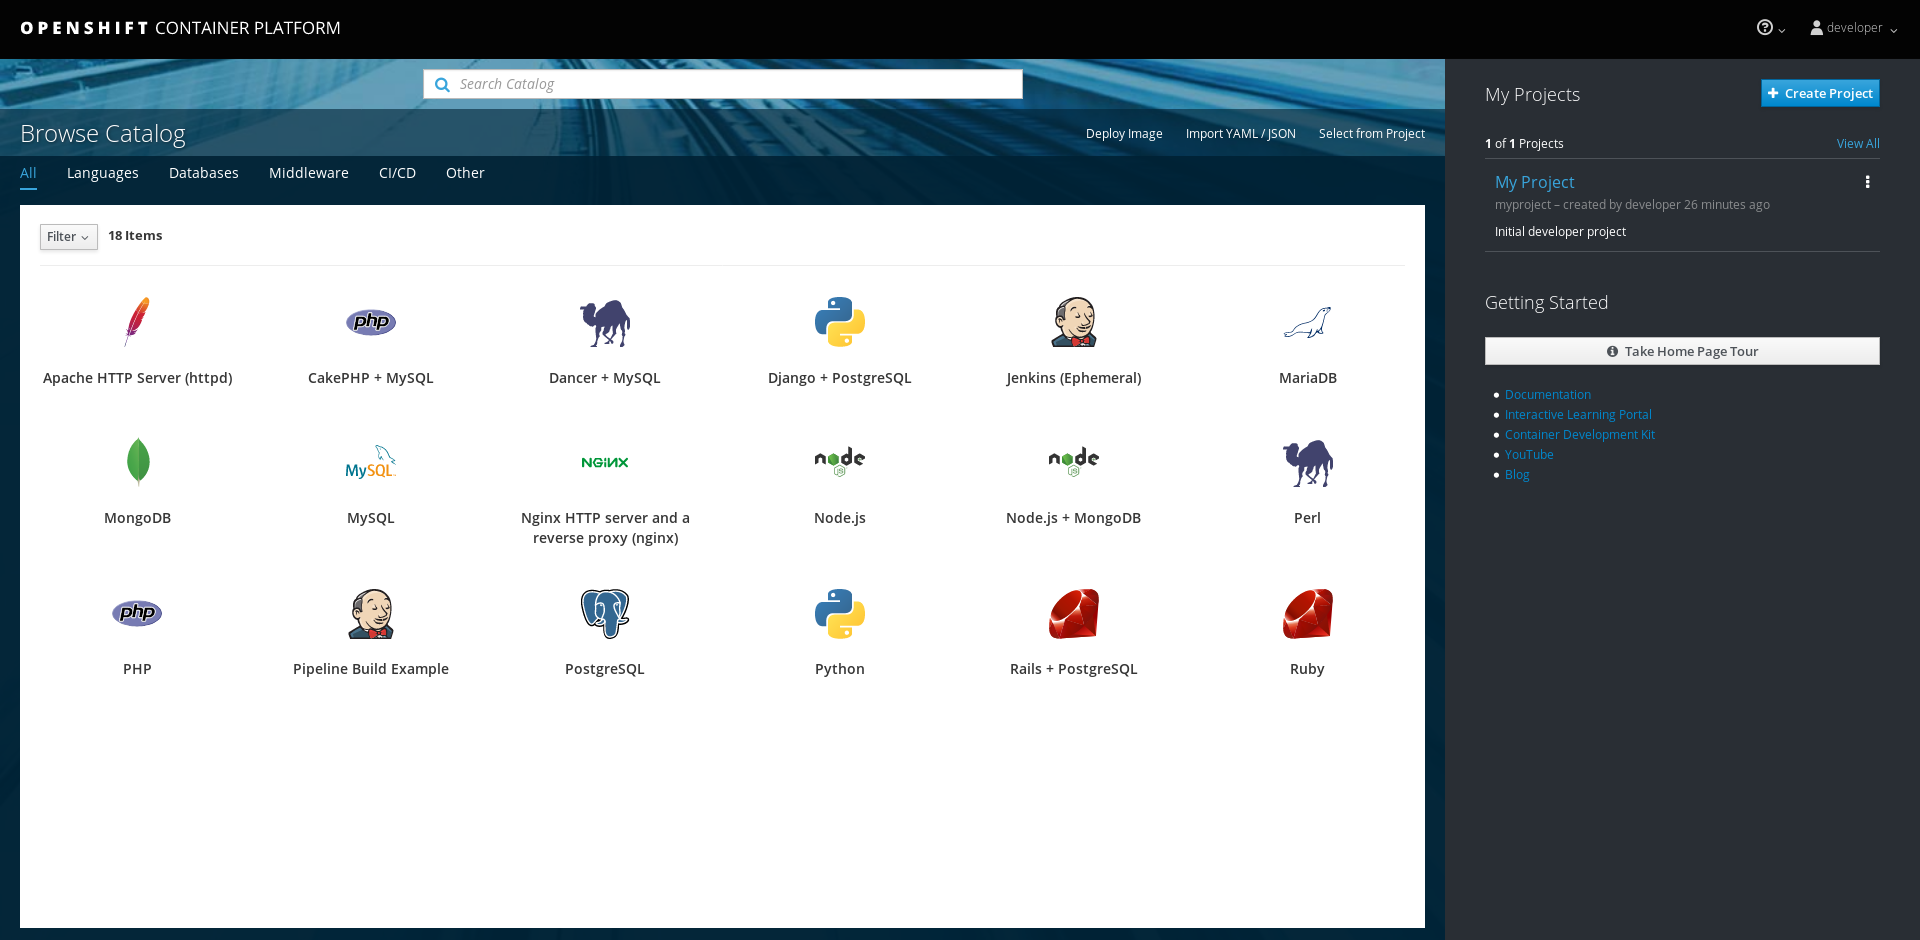 OPENSHIFT CONTAINER PLATFORM
developer
Search Catalog
Browse Catalog
Deploy Image Import YAML / JSON Select from Project
All Languages Databases Middleware CI/CD Other
Filter 18 Items
php
Apache HTTP Server (httpd) CakePHP + MySQL Dancer + MySQL Django + PostgreSQL Jenkins (Ephemeral) MariaDB
MySQL NGINX node JS node JS
MongoDB MySQL Nginx HTTP server and a Node.js Node.js + MongoDB Perl
reverse proxy (nginx)
php
PHP Pipeline Build Example PostgreSQL Python Rails + PostgreSQL Ruby
My Projects
Create Project
1 of 1 Projects View All
My Project
myproject – created by developer 26 minutes ago
Initial developer project
Getting Started
Take Home Page Tour
Documentation
Interactive Learning Portal
Container Development Kit
YouTube
Blog